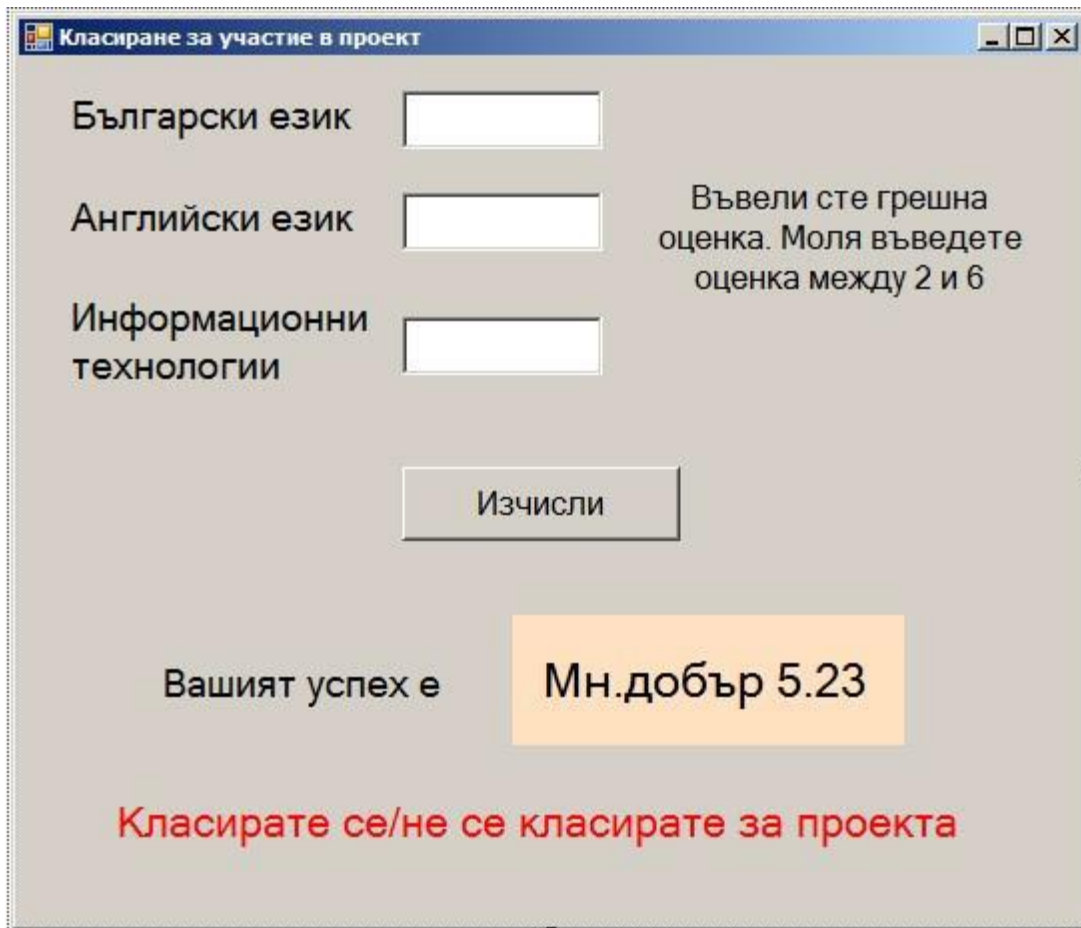 Класиране за участие в проект
Български език
Английски език
Въвели сте грешна
оценка. Моля въведете
оценка между 2 и 6
Информационни
технологии
Изчисли
Вашият успех е
Мн.добър 5.23
Класирате се/не се класирате за проекта